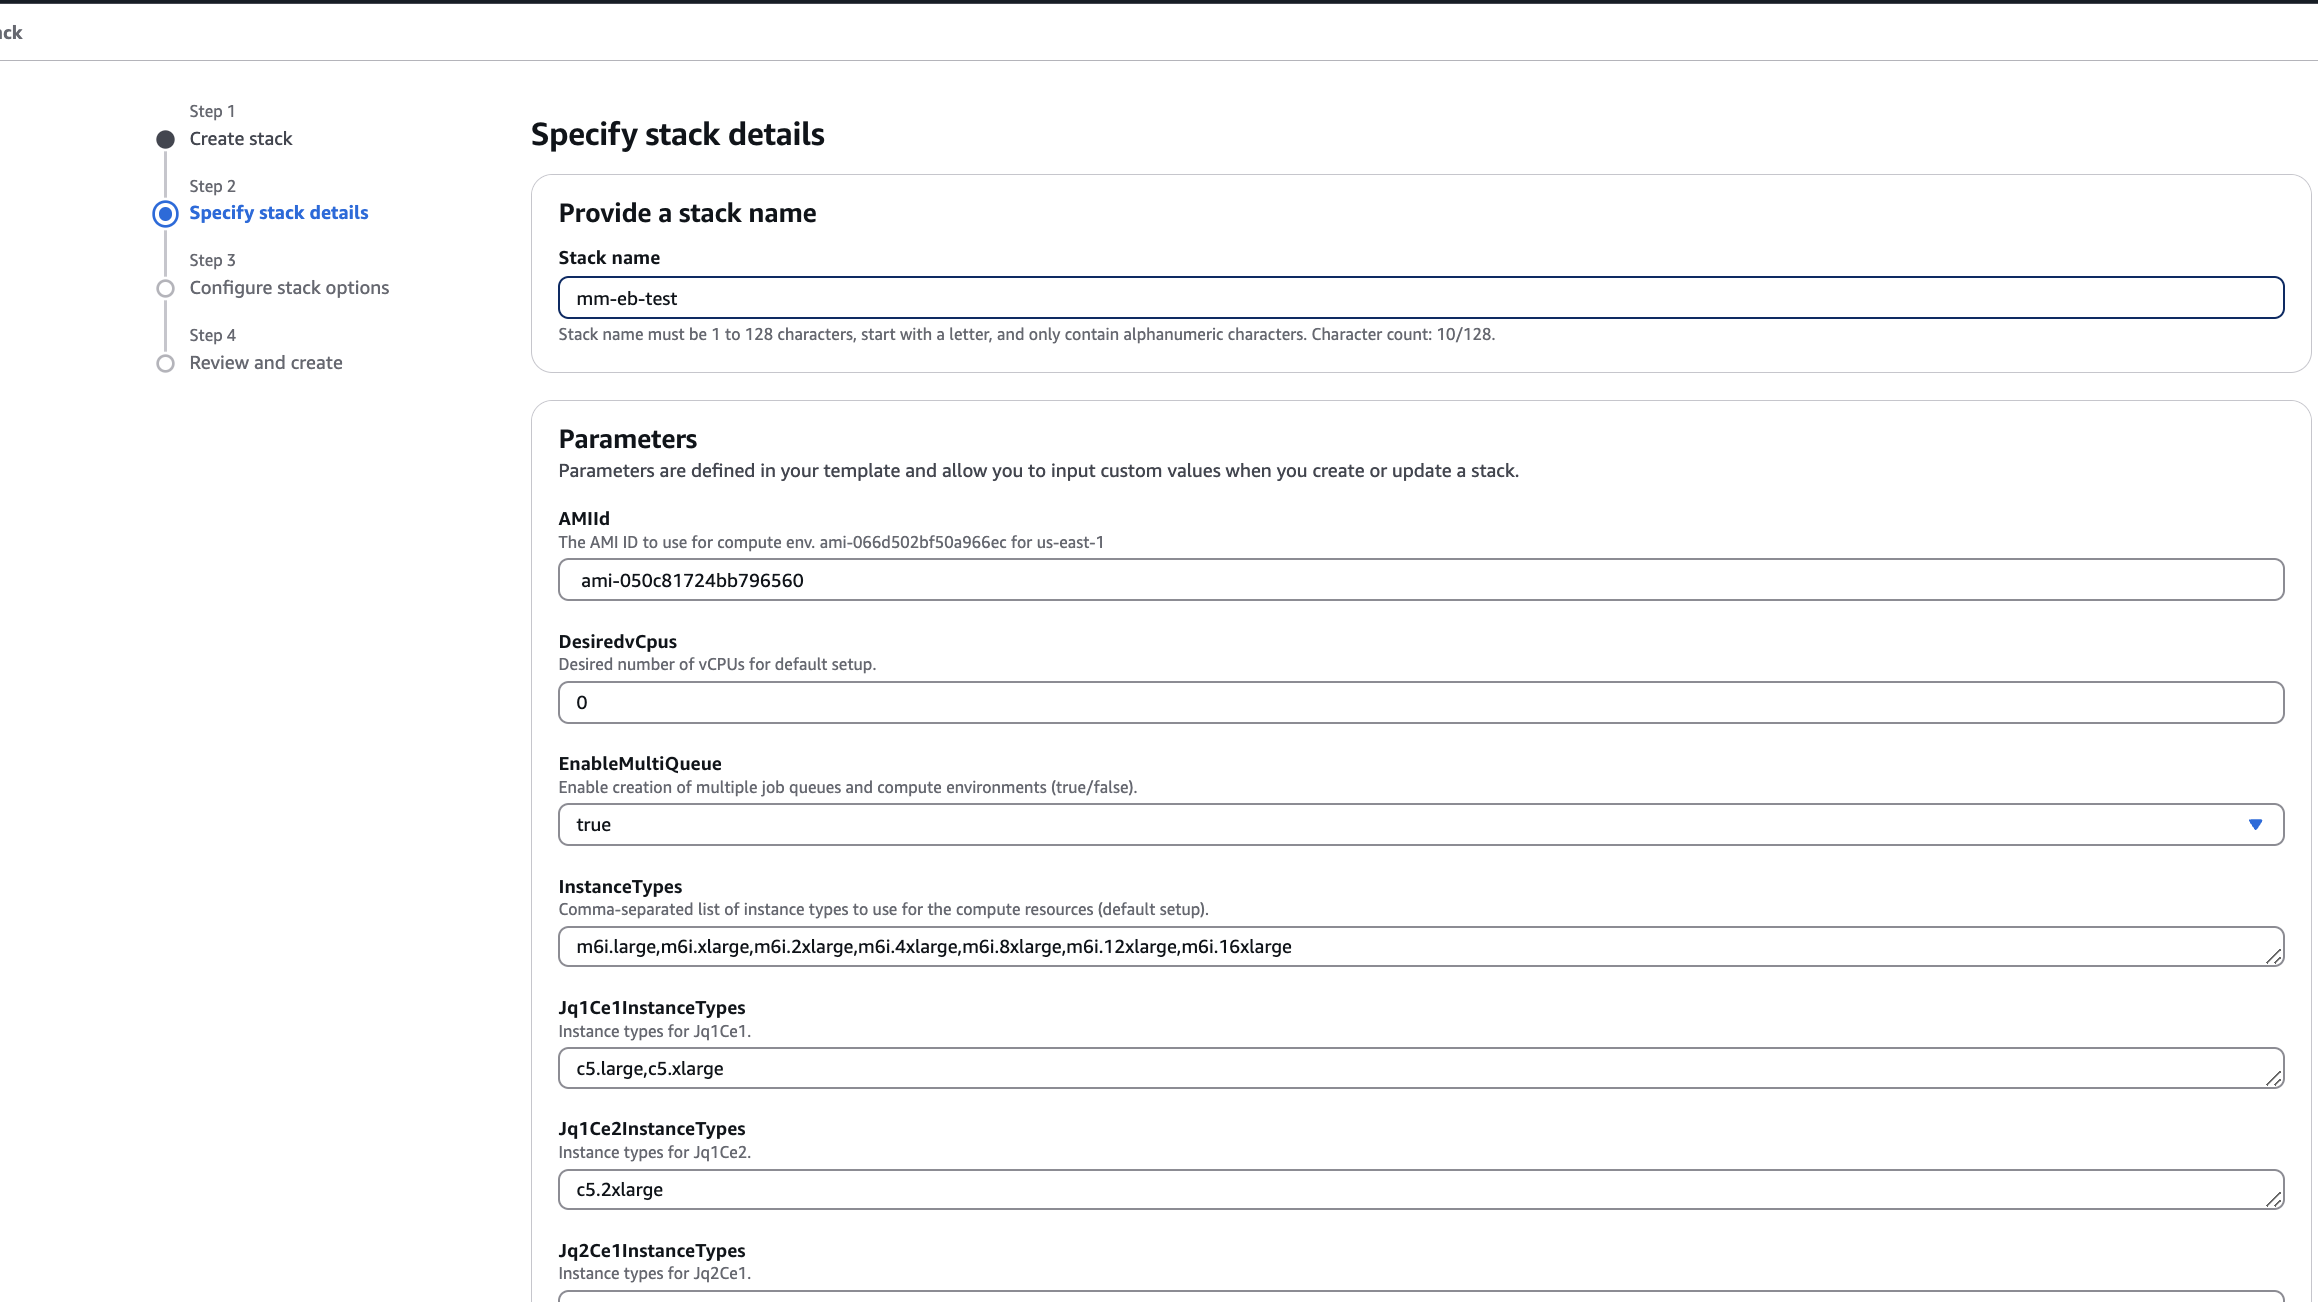 Step 1
Create stack
Step 2
Specify stack details
Step 3
Configure stack options
Step 4
Review and create
Specify stack details
Provide a stack name
Stack name
mm-eb-test
Stack name must be 1 to 128 characters, start with a letter, and only contain alphanumeric characters. Character count: 10/128.
Parameters
Parameters are defined in your template and allow you to input custom values when you create or update a stack.
AMIId
The AMI ID to use for compute env. ami-066d502bf50a966ec for us-east-1
ami-050c81724bb796560
DesiredvCpus
Desired number of vCPUs for default setup.
0
EnableMultiQueue
Enable creation of multiple job queues and compute environments (true/false).
true
InstanceTypes
Comma-separated list of instance types to use for the compute resources (default setup).
m6i.large,m6i.xlarge,m6i.2xlarge,m6i.4xlarge,m6i.8xlarge,m6i.12xlarge,m6i.16xlarge
Jq1Ce1InstanceTypes
Instance types for Jq1Ce1.
c5.large,c5.xlarge
Jq1Ce2InstanceTypes
Instance types for Jq1Ce2.
c5.2xlarge
Jq2Ce1InstanceTypes
Instance types for Jq2Ce1.